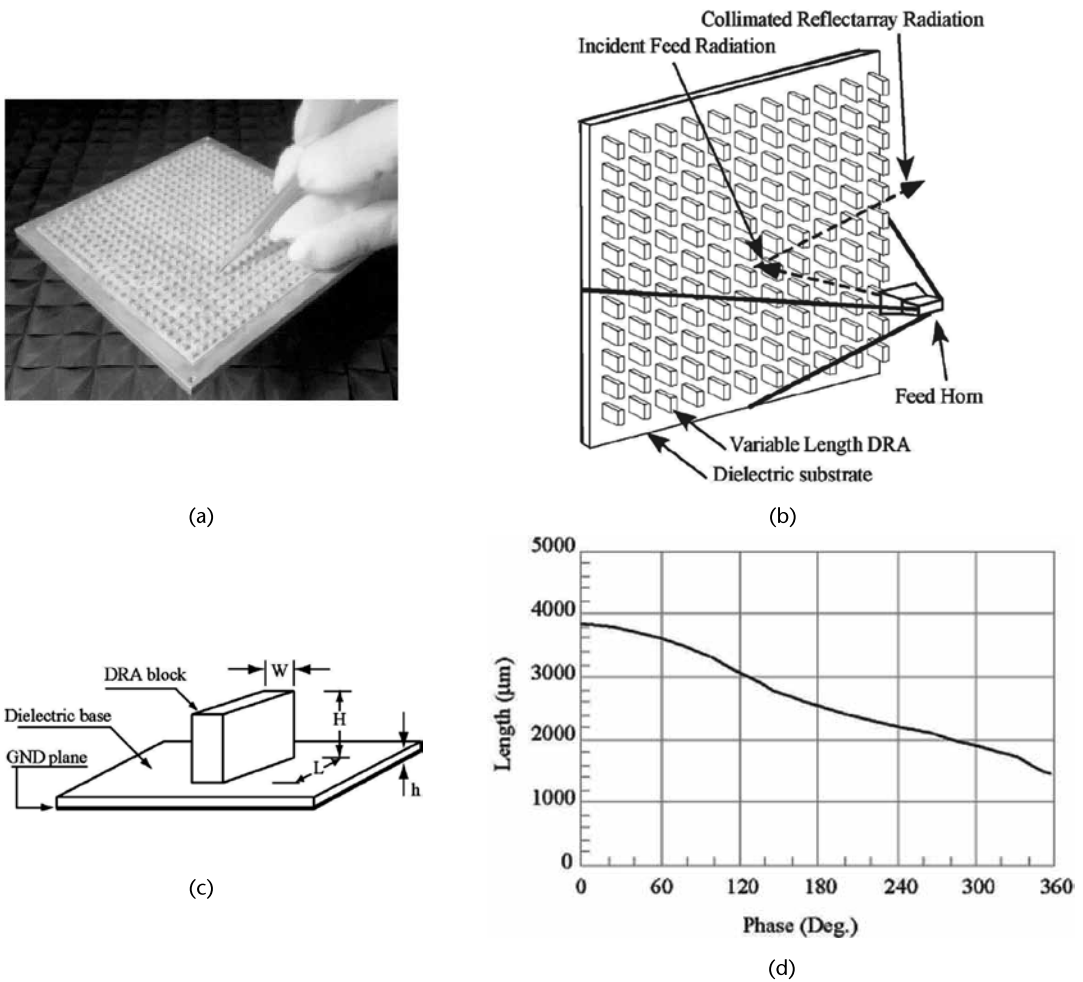 Collimated Reflectarray Radiation
Incident Feed Radiation
Feed Horn
Variable Length DRA
Dielectric substrate
(a)
(b)
DRA block
W
Dielectric base
H
GND plane
L
h
(c)
5000
4000
3000
2000
1000
0
Length (μm)
0 60 120 180 240 300 360
Phase (Deg.)
(d)